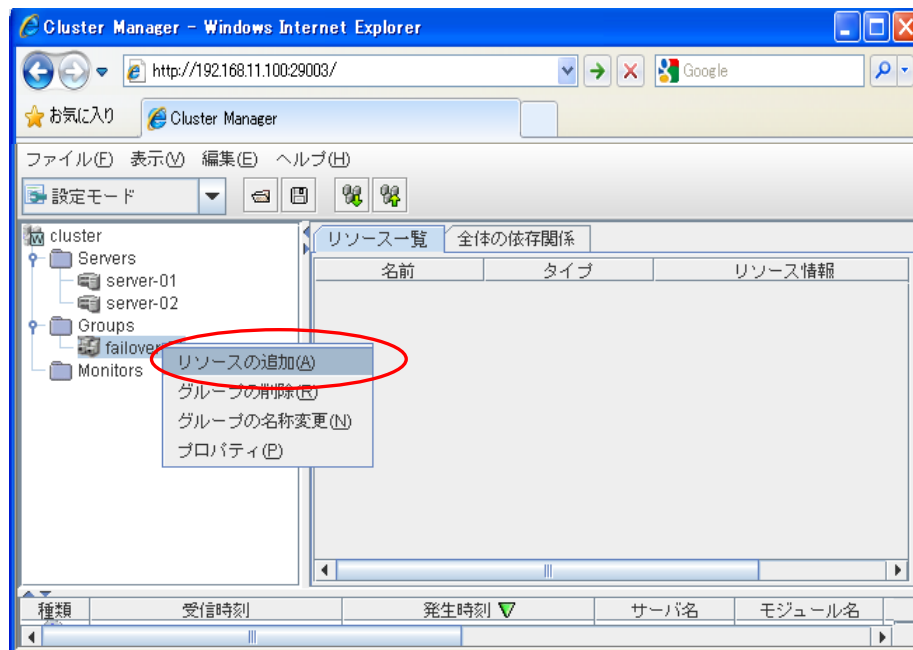 Cluster Manager - Windows Internet Explorer
http://192.168.11.100:29003/
Google
お気に入り
Cluster Manager
ファイル(F) 表示(V) 編集(E) ヘルプ(H)
設定モード
cluster
Servers
server-01
server-02
Groups
failover
Monitors
リソースの追加(A)
グループの削除(R)
グループの名称変更(N)
プロパティ(P)
リソース一覧 全体の依存関係
名前 タイプ リソース情報
種類 受信時刻 発生時刻 サーバ名 モジュール名